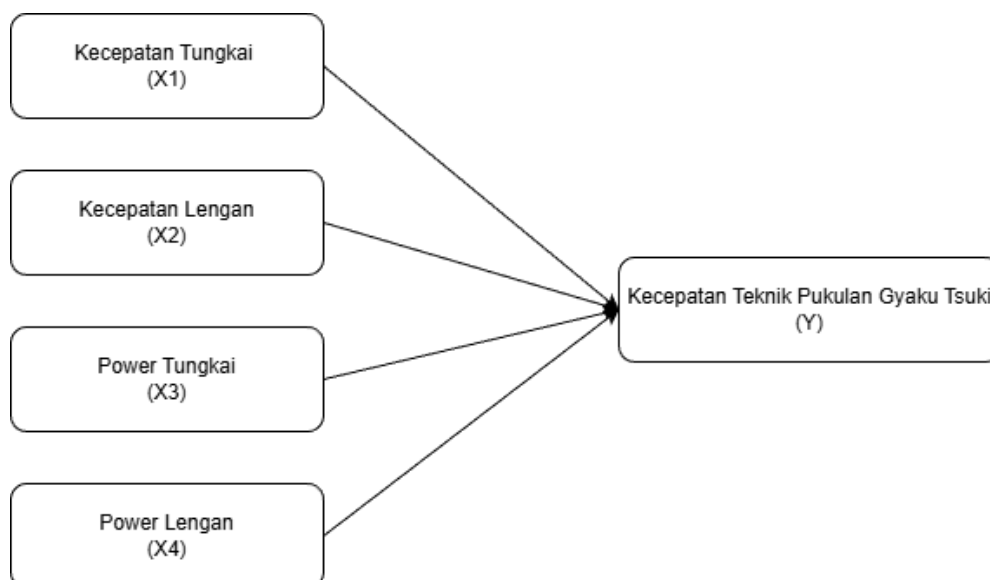 Kecepatan Tungkai
(X1)
Kecepatan Lengan
(X2)
Power Tungkai
(X3)
Power Lengan
(X4)
Kecepatan Teknik Pukulan Gyaku Tsuki
(Y)